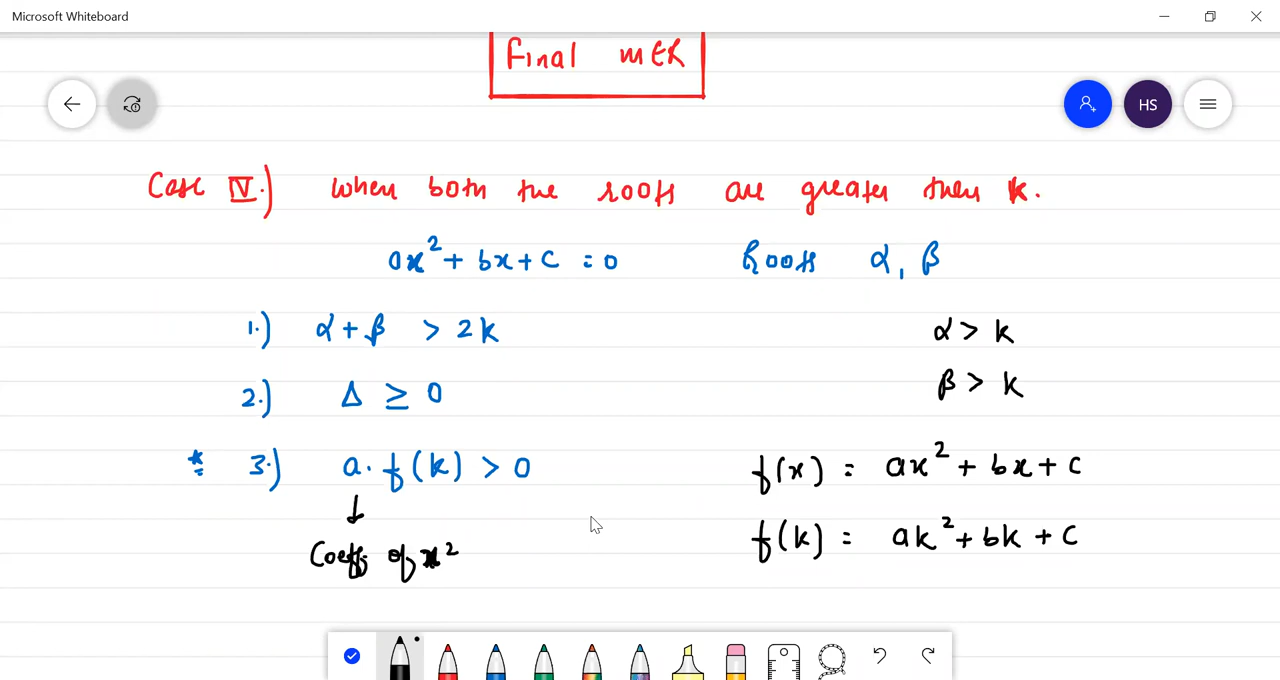 Microsoft Whiteboard
Final MER
HS
Case IV.) When both the roots are greater then k.
ax² + bx + c = 0 Roots α, β
1.) α + β > 2k α > k
2.) Δ ≥ 0 β > k
* 3.) a. f(k) > 0 f(x) = ax² + bx + c
↓
Coeff. of x² f(k) = ak² + bk + c